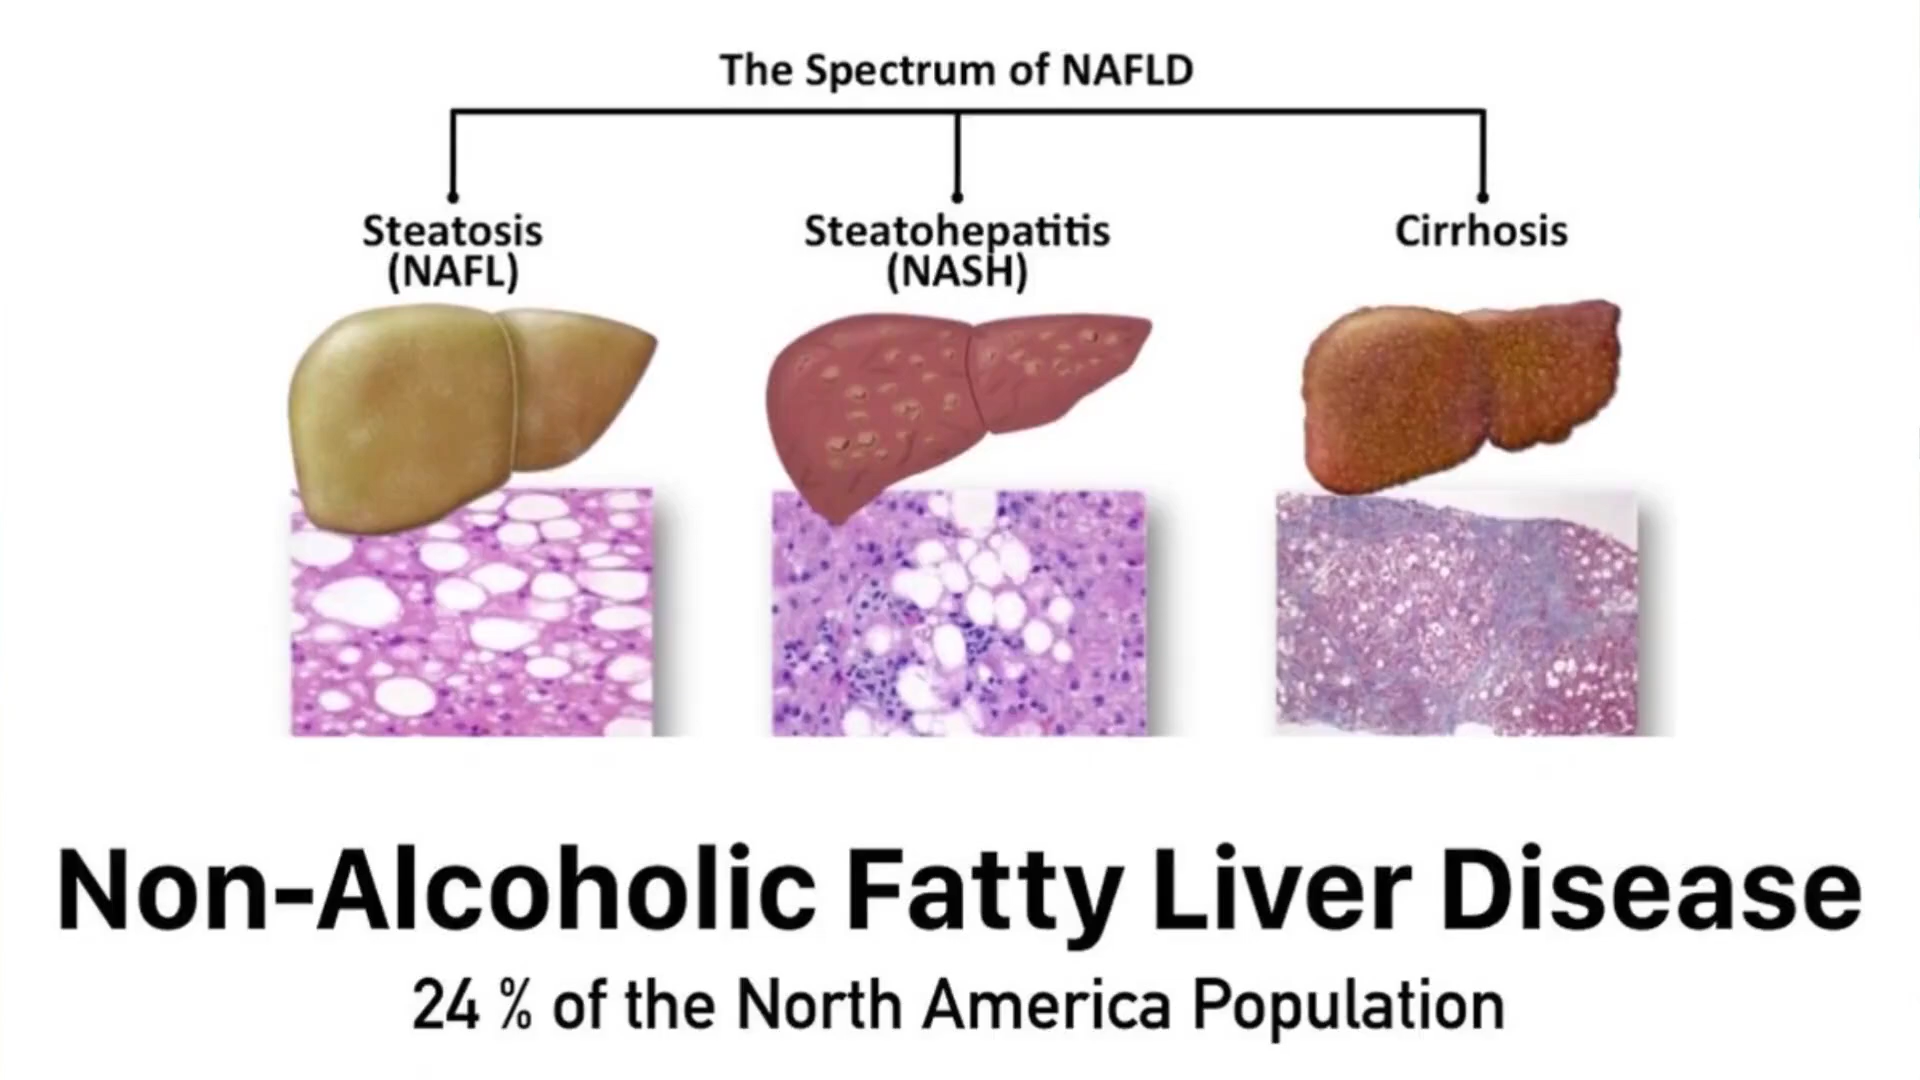 The Spectrum of NAFLD
Steatosis
(NAFL)
Steatohepatitis
(NASH)
Cirrhosis
Non-Alcoholic Fatty Liver Disease
24 % of the North America Population